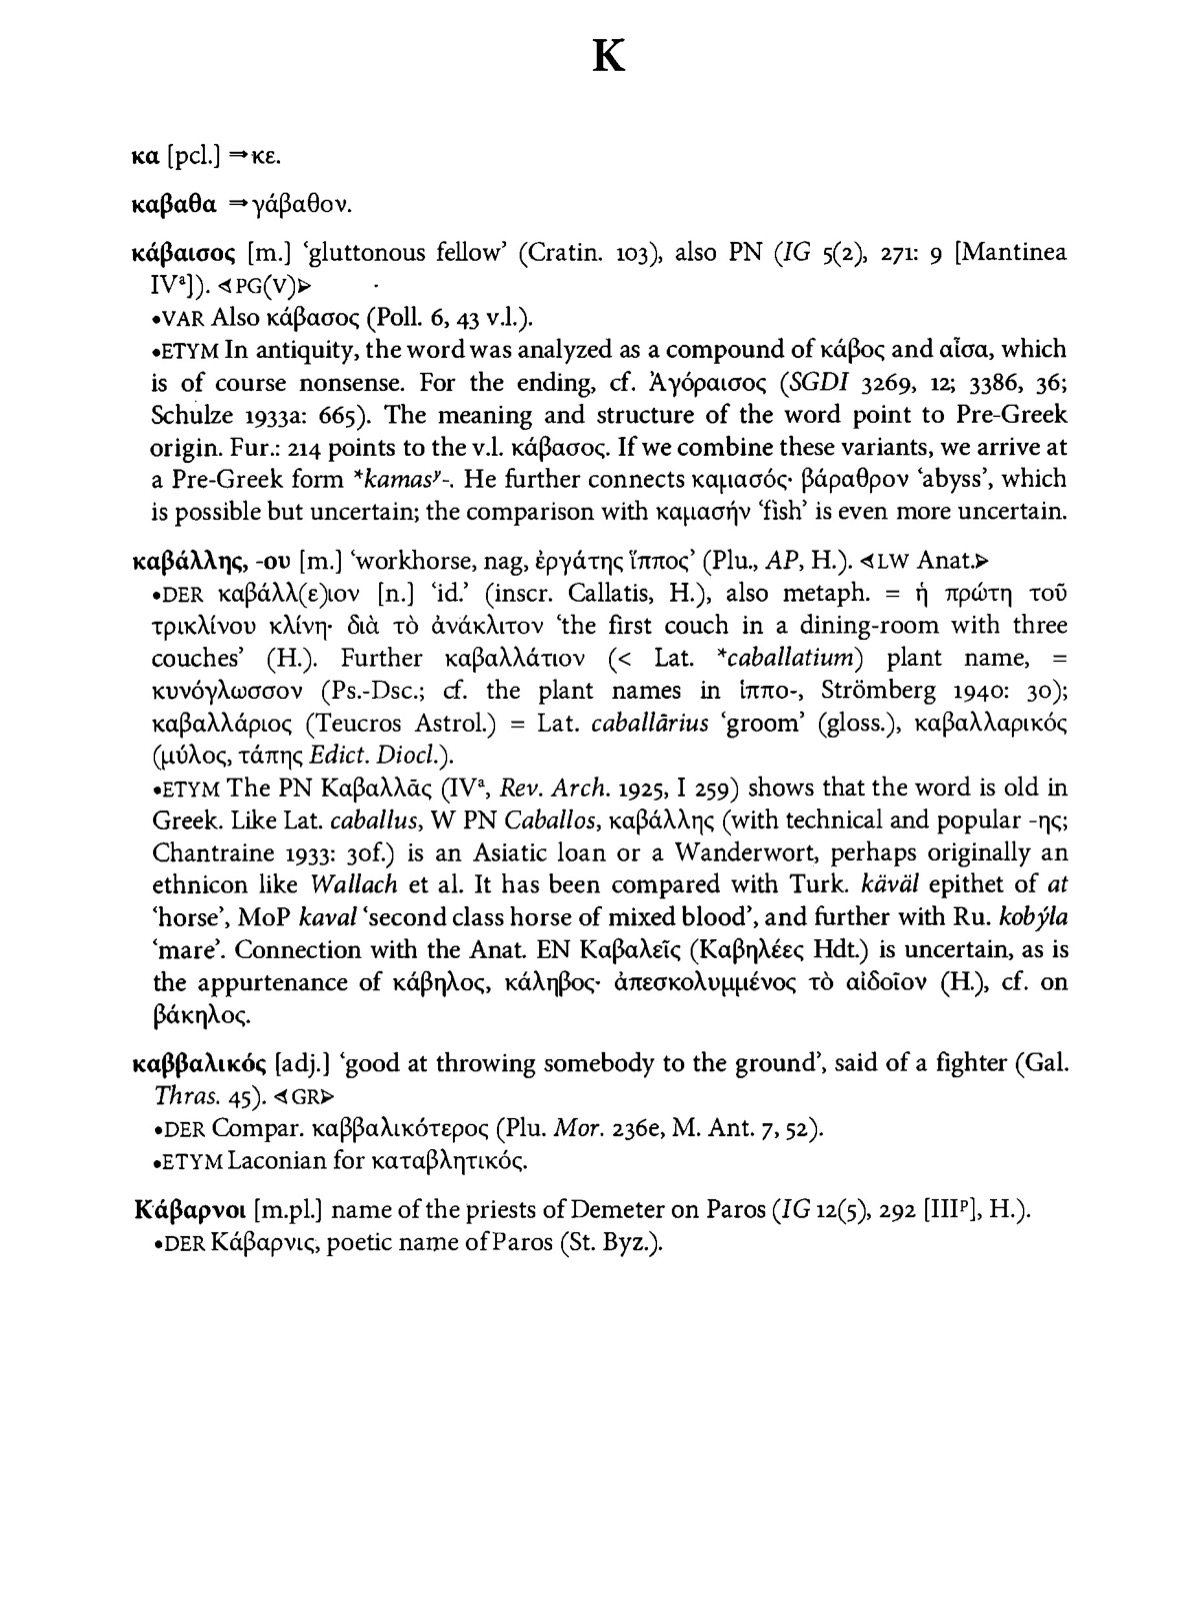 K
κα [pcl.] ⇒κε.
καβαθα ⇒γάβαθον.
κάβαισος [m.] ‘gluttonous fellow’ (Cratin. 103), also PN (IG 5(2), 271: 9 [Mantinea
IVᵃ]). ⊲PG(V)⊳
•VAR Also κάβασος (Poll. 6, 43 v.l.).
•ETYM In antiquity, the word was analyzed as a compound of κάβος and αἶσα, which
is of course nonsense. For the ending, cf. Ἀγόραισος (SGDI 3269, 12; 3386, 36;
Schulze 1933a: 665). The meaning and structure of the word point to Pre-Greek
origin. Fur.: 214 points to the v.l. κάβασος. If we combine these variants, we arrive at
a Pre-Greek form *kamasʸ-. He further connects καμασός· βάραθρον ‘abyss’, which
is possible but uncertain; the comparison with καμασήν ‘fish’ is even more uncertain.
καβάλλης, -ου [m.] ‘workhorse, nag, ἐργάτης ἵππος’ (Plu., AP, H.). ⊲LW Anat.⊳
•DER καβάλλ(ε)ιον [n.] ‘id.’ (inscr. Callatis, H.), also metaph. = ἡ πρώτη τοῦ
τρικλίνου κλίνη· διὰ τὸ ἀνάκλιτον ‘the first couch in a dining-room with three
couches’ (H.). Further καβαλλάτιον (< Lat. *caballatium) plant name, =
κυνόγλωσσον (Ps.-Dsc.; cf. the plant names in ἱππο-, Strömberg 1940: 30);
καβαλλάριος (Teucros Astrol.) = Lat. caballārius ‘groom’ (gloss.), καβαλλαρικός
(μύλος, τάπης Edict. Diocl.).
•ETYM The PN Καβαλλᾶς (IVᵃ, Rev. Arch. 1925, I 259) shows that the word is old in
Greek. Like Lat. caballus, W PN Caballos, καβάλλης (with technical and popular -ης;
Chantraine 1933: 30f.) is an Asiatic loan or a Wanderwort, perhaps originally an
ethnicon like Wallach et al. It has been compared with Turk. käväl epithet of at
‘horse’, MoP kaval ‘second class horse of mixed blood’, and further with Ru. kobýla
‘mare’. Connection with the Anat. EN Καβαλεῖς (Καβηλέες Hdt.) is uncertain, as is
the appurtenance of κάβηλος, κάληβος· ἀπεσκολυμμένος τὸ αἰδοῖον (H.), cf. on
βάκηλος.
καββαλικός [adj.] ‘good at throwing somebody to the ground’, said of a fighter (Gal.
Thras. 45). ⊲GR⊳
•DER Compar. καββαλικότερος (Plu. Mor. 236e, M. Ant. 7, 52).
•ETYM Laconian for καταβλητικός.
Κάβαρνοι [m.pl.] name of the priests of Demeter on Paros (IG 12(5), 292 [IIIᵖ], H.).
•DER Κάβαρνις, poetic name of Paros (St. Byz.).